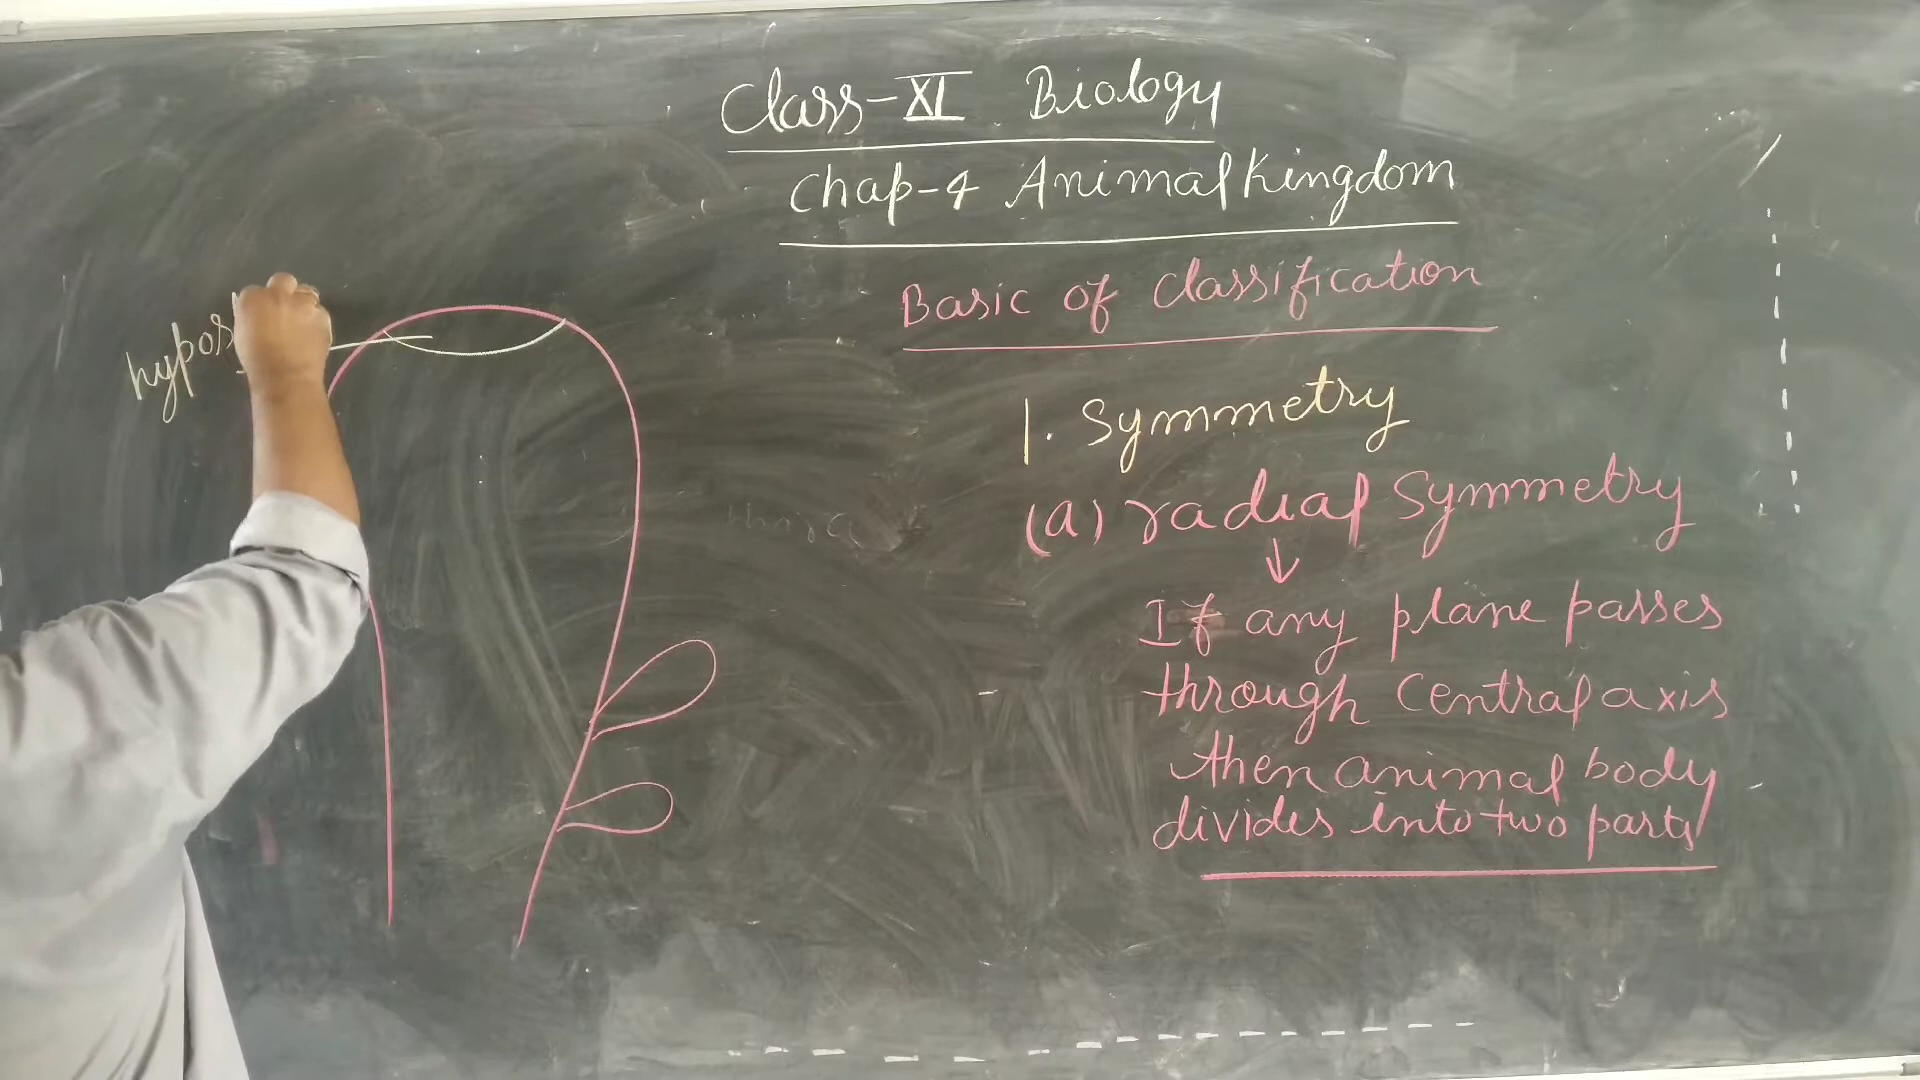 Class-XI Biology
Chap-4 Animal Kingdom
Basic of Classification
1. Symmetry
(a) radial Symmetry
↓
If any plane passes
through Central axis
then animal body
divides into two parts
hypos